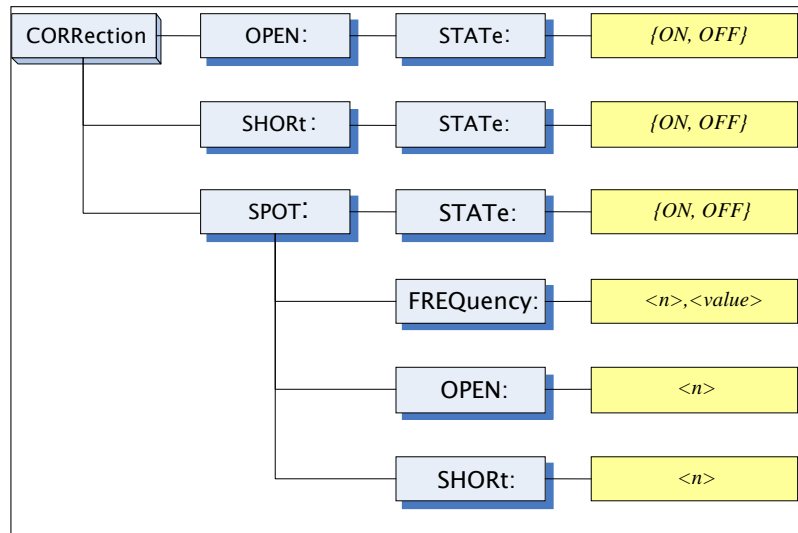 CORRection OPEN: STATe: {ON, OFF}
SHORt: STATe: {ON, OFF}
SPOT: STATe: {ON, OFF}
FREQuency: <n>,<value>
OPEN: <n>
SHORt: <n>